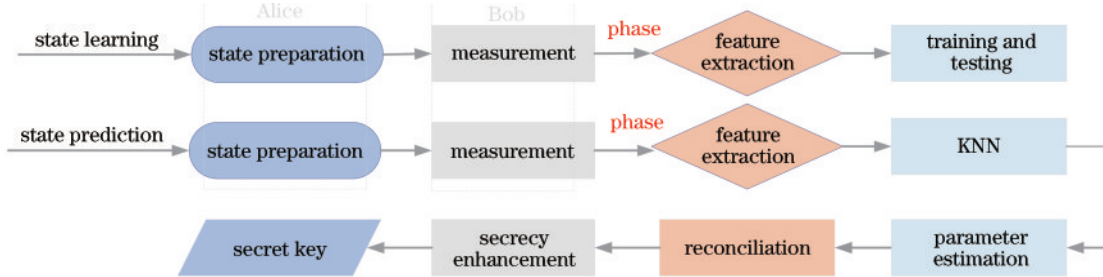 Alice
Bob
state learning
state preparation
measurement
phase
feature
extraction
training and
testing
state prediction
state preparation
measurement
phase
feature
extraction
KNN
secret key
secrecy
enhancement
reconciliation
parameter
estimation